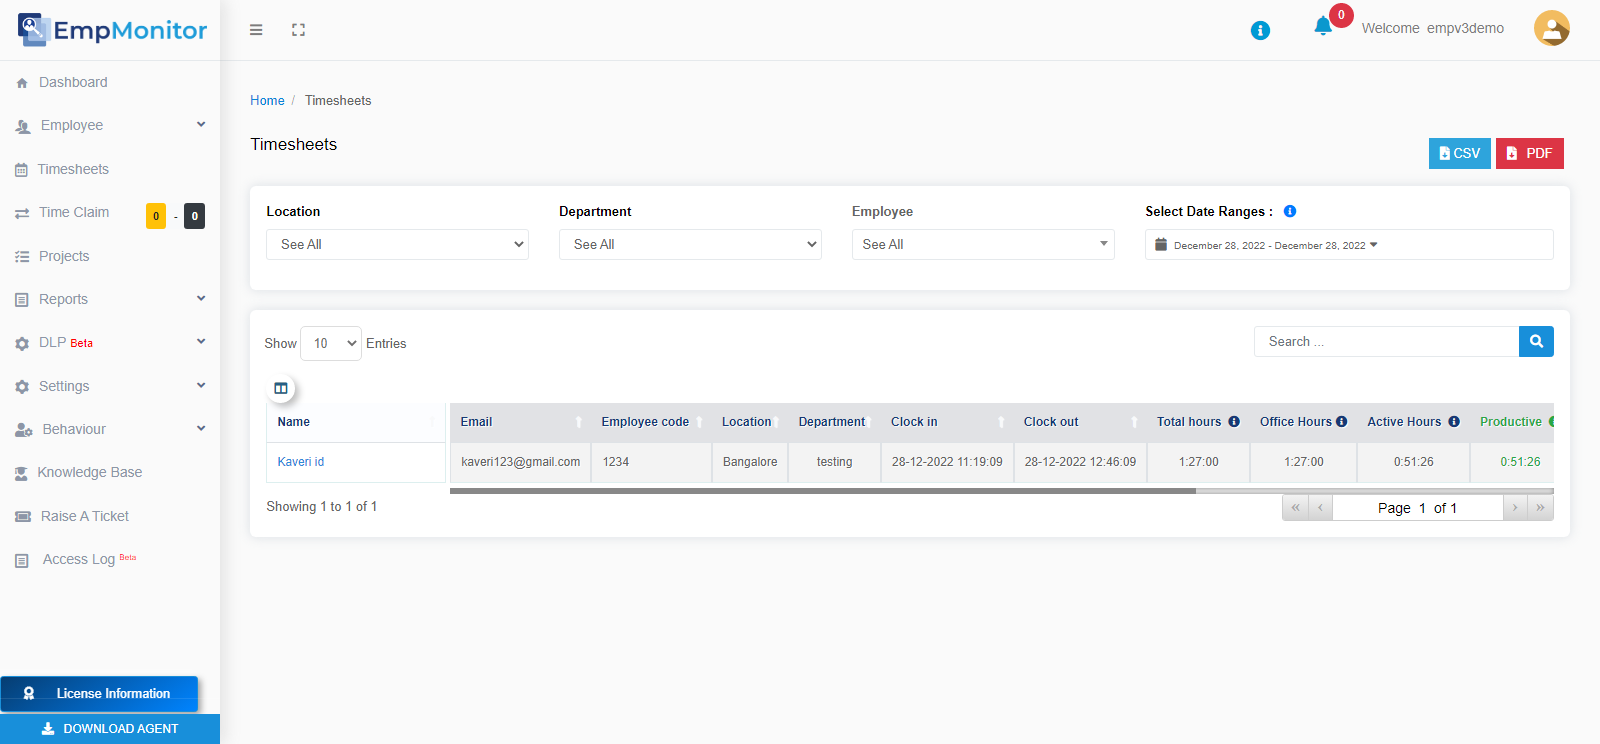 EmpMonitor
0
Welcome empv3demo
Dashboard
Employee
Timesheets
Time Claim 0 - 0
Projects
Reports
DLP Beta
Settings
Behaviour
Knowledge Base
Raise A Ticket
Access Log Beta
License Information
DOWNLOAD AGENT
Home / Timesheets
Timesheets
CSV PDF
Location Department Employee Select Date Ranges :
See All See All See All December 28, 2022 - December 28, 2022
Show 10 Entries
Search ...
Name Email Employee code Location Department Clock in Clock out Total hours Office Hours Active Hours Productive
Kaveri id kaveri123@gmail.com 1234 Bangalore testing 28-12-2022 11:19:09 28-12-2022 12:46:09 1:27:00 1:27:00 0:51:26 0:51:26
Showing 1 to 1 of 1
« ‹ Page 1 of 1 › »